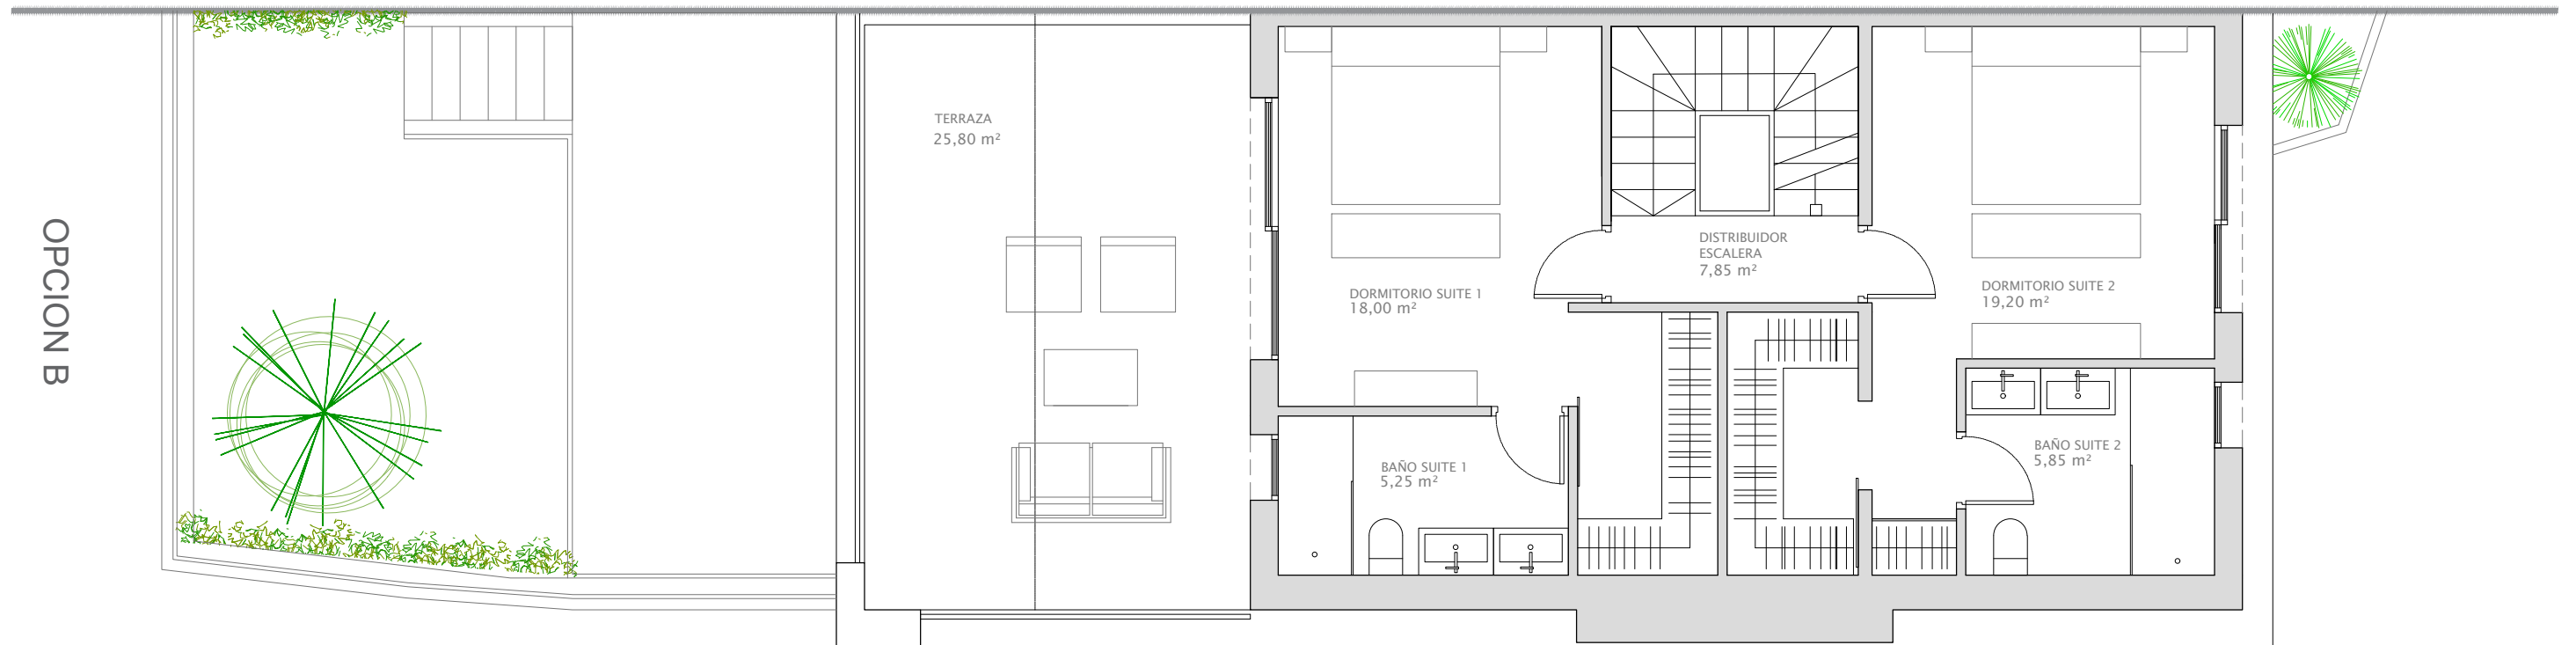 OPCION B
TERRAZA
25,80 m²
DORMITORIO SUITE 1
18,00 m²
BAÑO SUITE 1
5,25 m²
DISTRIBUIDOR
ESCALERA
7,85 m²
DORMITORIO SUITE 2
19,20 m²
BAÑO SUITE 2
5,85 m²